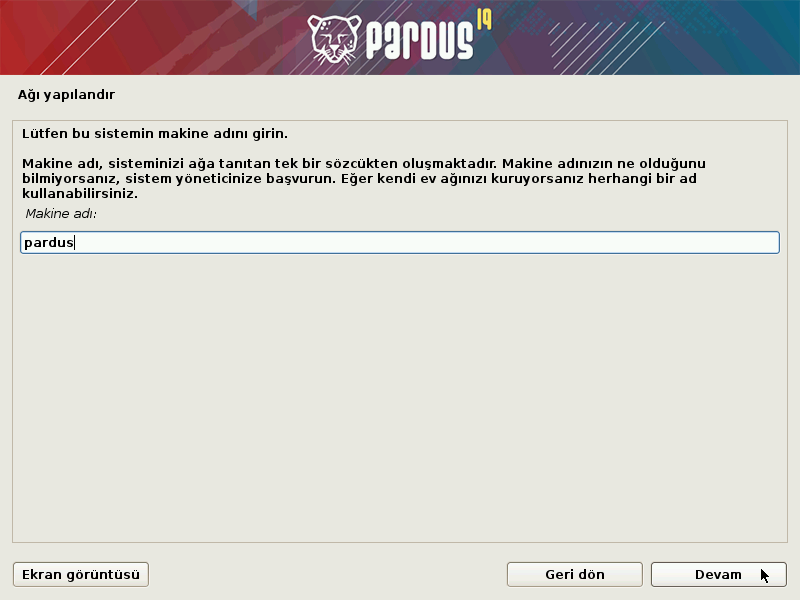 pardus 19
Ağı yapılandır
Lütfen bu sistemin makine adını girin.
Makine adı, sisteminizi ağa tanıtan tek bir sözcükten oluşmaktadır. Makine adınızın ne olduğunu
bilmiyorsanız, sistem yöneticinize başvurun. Eğer kendi ev ağınızı kuruyorsanız herhangi bir ad
kullanabilirsiniz.
Makine adı:
pardus
Ekran görüntüsü
Geri dön
Devam